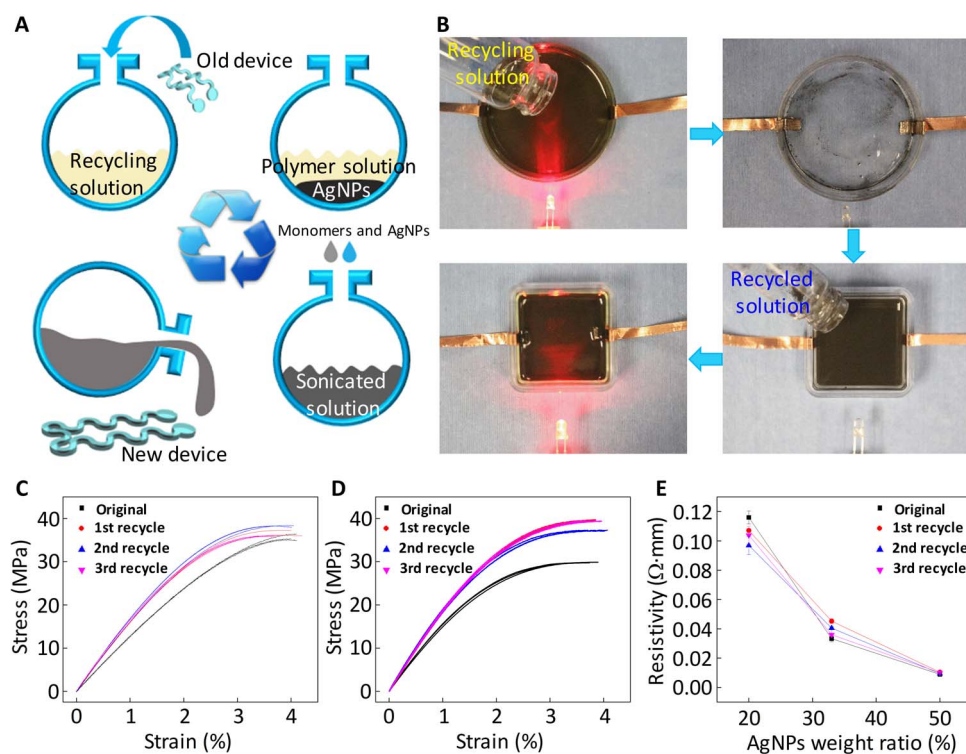 A
Old device
Recycling
solution
Polymer solution
AgNPs
Monomers and AgNPs
Sonicated
solution
New device
B
Recycling
solution
Recycled
solution
C
Original
1st recycle
2nd recycle
3rd recycle
Stress (MPa)
40
30
20
10
0
0 1 2 3 4
Strain (%)
D
Original
1st recycle
2nd recycle
3rd recycle
Stress (MPa)
40
30
20
10
0
0 1 2 3 4
Strain (%)
E
Original
1st recycle
2nd recycle
3rd recycle
Resistivity (Ω·mm)
0.12
0.10
0.08
0.06
0.04
0.02
0.00
20 30 40 50
AgNPs weight ratio (%)